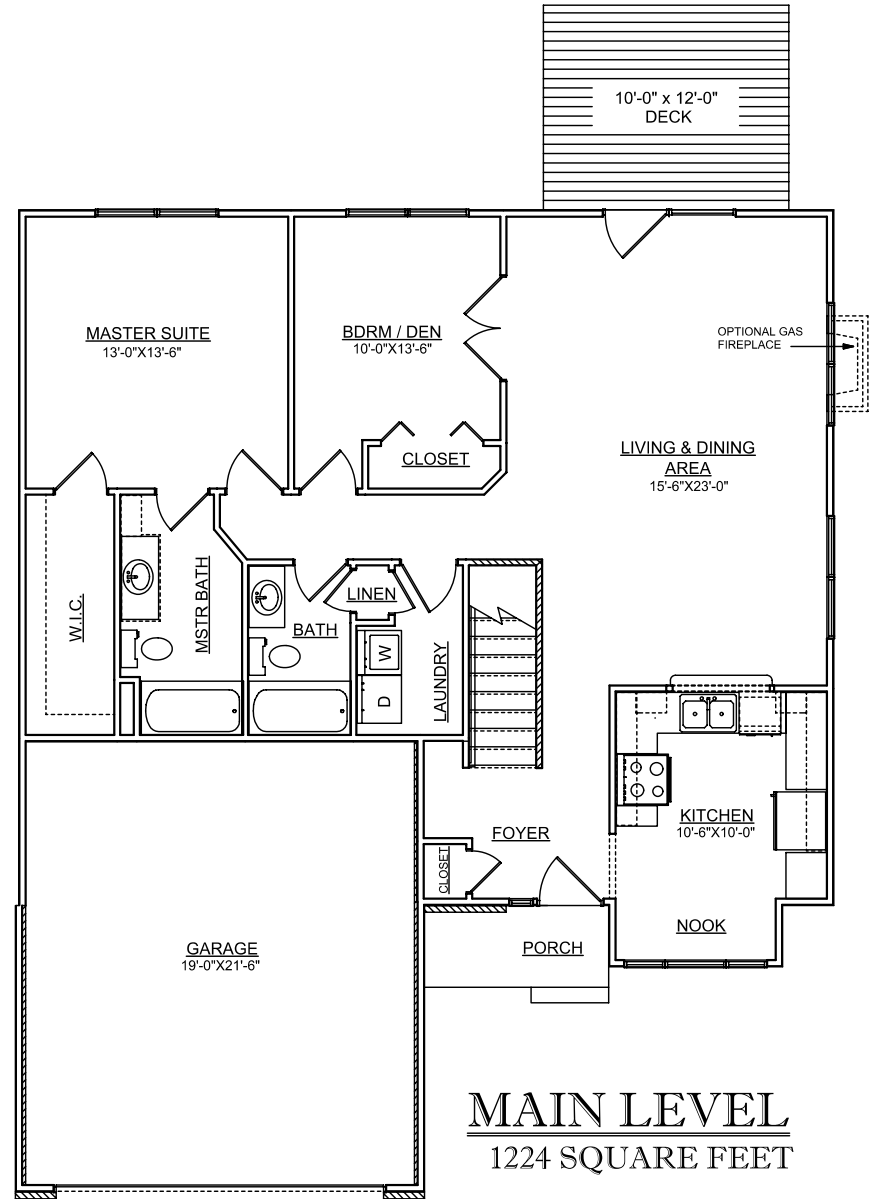 10'-0" x 12'-0"
DECK
MASTER SUITE
13'-0"X13'-6"
BDRM / DEN
10'-0"X13'-6"
OPTIONAL GAS
FIREPLACE
CLOSET
LIVING & DINING
AREA
15'-6"X23'-0"
W.I.C.
MSTR BATH
BATH
LINEN
W
D
LAUNDRY
FOYER
CLOSET
KITCHEN
10'-6"X10'-0"
NOOK
PORCH
GARAGE
19'-0"X21'-6"
MAIN LEVEL
1224 SQUARE FEET